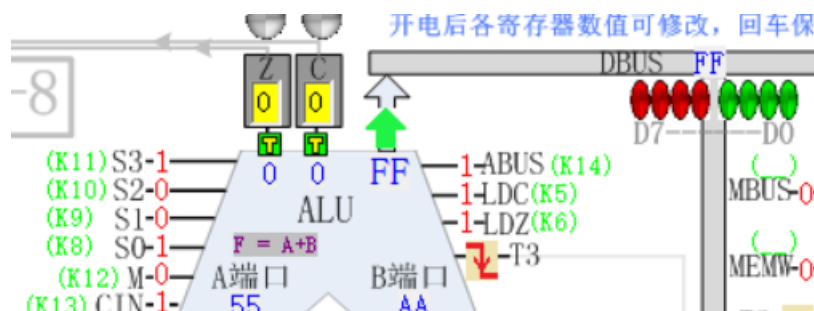 开电后各寄存器数值可修改，回车保
Z C DBUS FF
-8
0 0
T T
D7 D0
(K11) S3-1 0 0 FF 1-ABUS (K14) (__)
(K10) S2-0 ALU 1-LDC(K5) MBUS-0
(K9) S1-0 1-LDZ(K6)
(K8) S0-1 F = A+B T3 (__)
(K12) M-0 A端口 B端口 MEMW-0
(K13) CIN-1- 55 AA